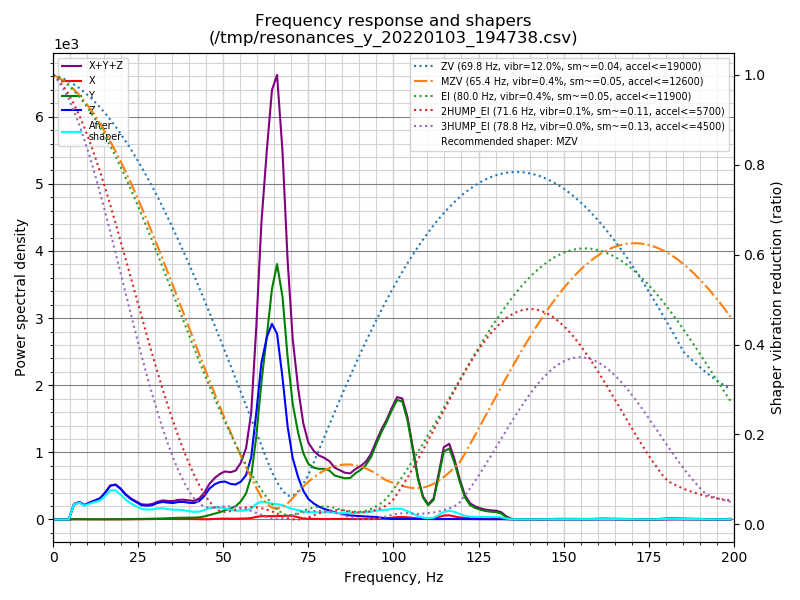 Frequency response and shapers
(/tmp/resonances_y_20220103_194738.csv)
1e3
X+Y+Z
X
Y
Z
After
shaper
ZV (69.8 Hz, vibr=12.0%, sm~=0.04, accel<=19000)
MZV (65.4 Hz, vibr=0.4%, sm~=0.05, accel<=12600)
EI (80.0 Hz, vibr=0.4%, sm~=0.05, accel<=11900)
2HUMP_EI (71.6 Hz, vibr=0.1%, sm~=0.11, accel<=5700)
3HUMP_EI (78.8 Hz, vibr=0.0%, sm~=0.13, accel<=4500)
Recommended shaper: MZV
Power spectral density
6
5
4
3
2
1
0
1.0
0.8
0.6
0.4
0.2
0.0
Shaper vibration reduction (ratio)
0 25 50 75 100 125 150 175 200
Frequency, Hz